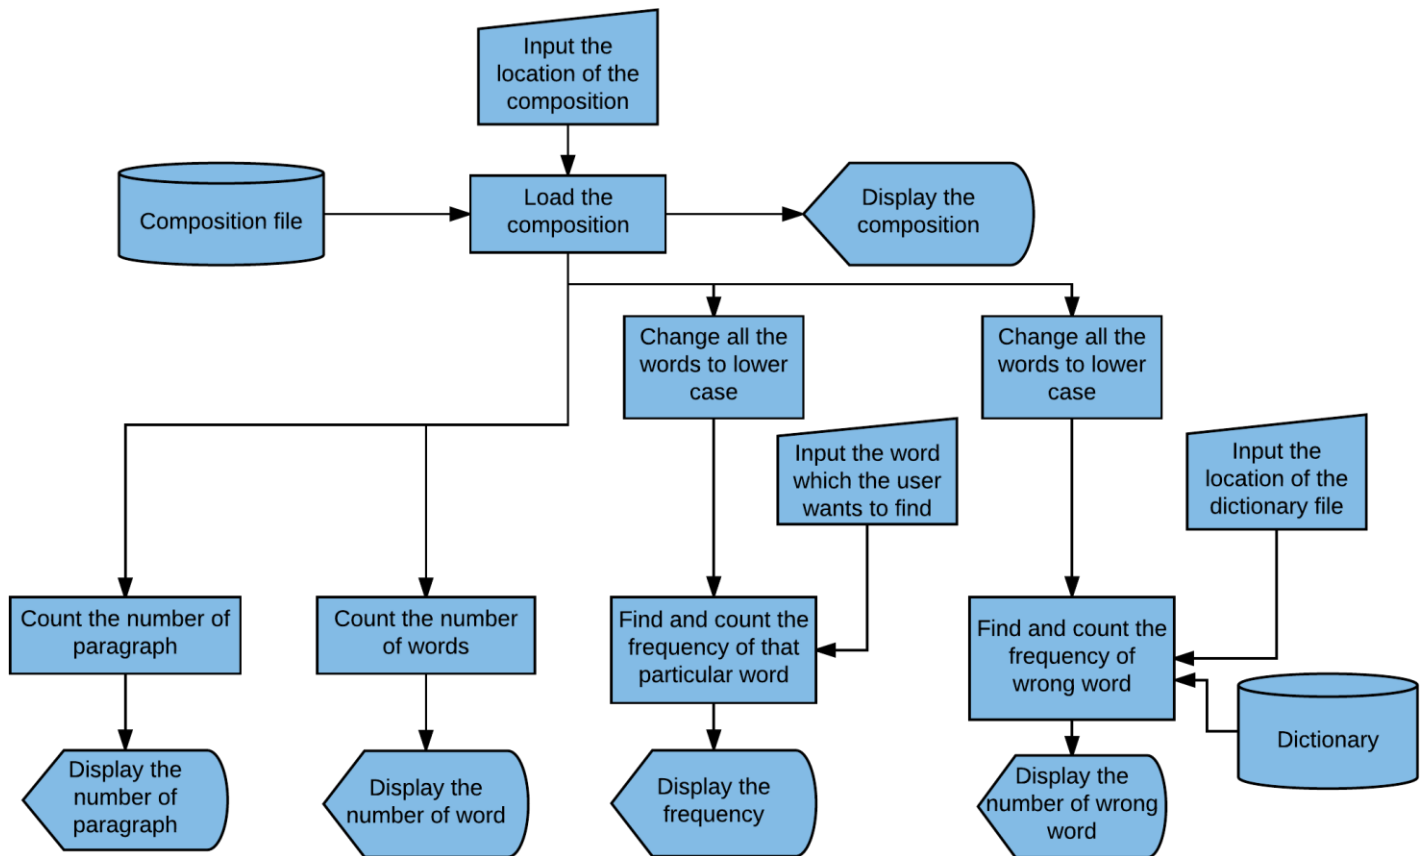 Input the
location of the
composition
Composition file
Load the
composition
Display the
composition
Change all the
words to lower
case
Change all the
words to lower
case
Input the word
which the user
wants to find
Input the
location of the
dictionary file
Count the number of
paragraph
Count the number
of words
Find and count the
frequency of that
particular word
Find and count the
frequency of
wrong word
Dictionary
Display the
number of
paragraph
Display the
number of word
Display the
frequency
Display the
number of wrong
word